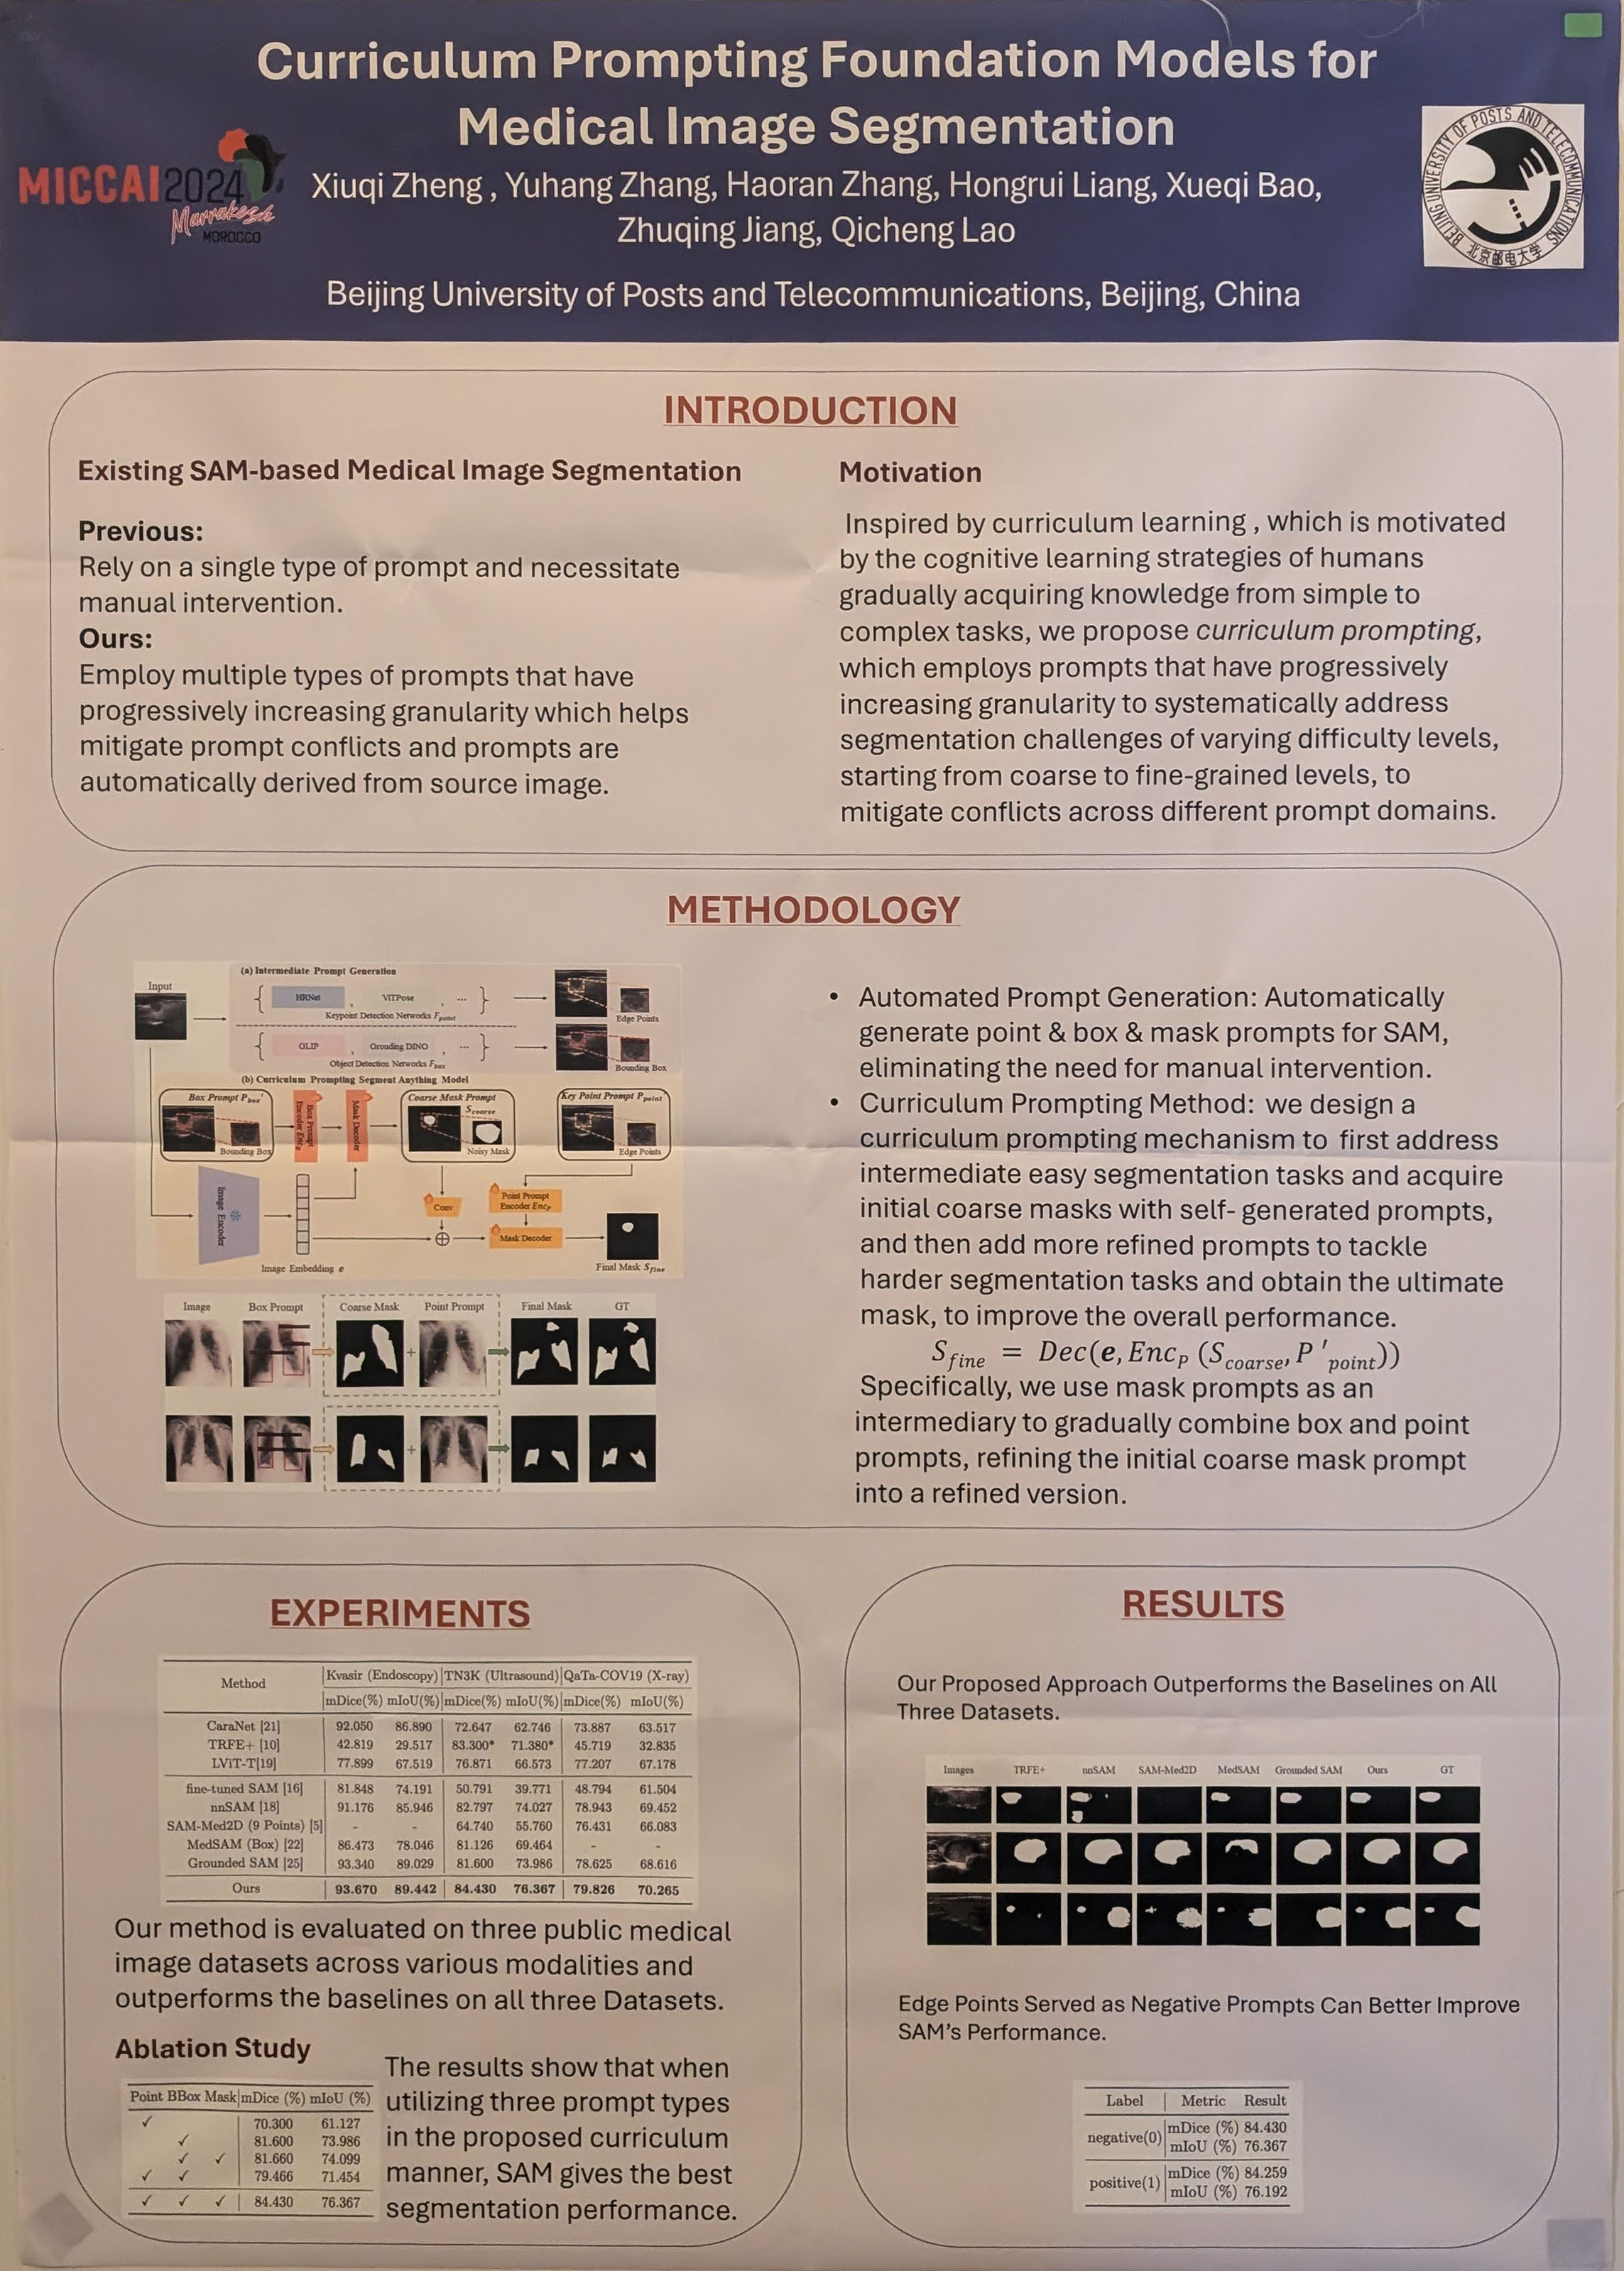 Curriculum Prompting Foundation Models for
Medical Image Segmentation
MICCAI2024
Marrakesh
MOROCCO
Xiuqi Zheng , Yuhang Zhang, Haoran Zhang, Hongrui Liang, Xueqi Bao,
Zhuqing Jiang, Qicheng Lao
Beijing University of Posts and Telecommunications, Beijing, China
BEIJING UNIVERSITY OF POSTS AND TELECOMMUNICATIONS
北京邮电大学
INTRODUCTION
Existing SAM-based Medical Image Segmentation
Previous:
Rely on a single type of prompt and necessitate
manual intervention.
Ours:
Employ multiple types of prompts that have
progressively increasing granularity which helps
mitigate prompt conflicts and prompts are
automatically derived from source image.
Motivation
Inspired by curriculum learning , which is motivated
by the cognitive learning strategies of humans
gradually acquiring knowledge from simple to
complex tasks, we propose curriculum prompting,
which employs prompts that have progressively
increasing granularity to systematically address
segmentation challenges of varying difficulty levels,
starting from coarse to fine-grained levels, to
mitigate conflicts across different prompt domains.
METHODOLOGY
(a) Intermediate Prompt Generation
Input
HRNet , ViTPose , ...
Keypoint Detection Networks F_point
Edge Points
GLIP , Gronding DINO , ...
Object Detection Networks F_box
Bounding Box
(b) Curriculum Prompting Segment Anything Model
Box Prompt P_box'
Bounding Box
Box Prompt
Encoder Enc_P
Mask Decoder
Coarse Mask Prompt
S_coarse
Noisy Mask
Key Point Prompt P_point
Edge Points
Image Encoder
Conv
Point Prompt
Encoder Enc_P
Mask Decoder
Image Embedding e
Final Mask S_fine
Image Box Prompt Coarse Mask Point Prompt Final Mask GT
+
+
• Automated Prompt Generation: Automatically
generate point & box & mask prompts for SAM,
eliminating the need for manual intervention.
• Curriculum Prompting Method: we design a
curriculum prompting mechanism to first address
intermediate easy segmentation tasks and acquire
initial coarse masks with self- generated prompts,
and then add more refined prompts to tackle
harder segmentation tasks and obtain the ultimate
mask, to improve the overall performance.
S_fine = Dec(e, Enc_P (S_coarse, P'_point))
Specifically, we use mask prompts as an
intermediary to gradually combine box and point
prompts, refining the initial coarse mask prompt
into a refined version.
EXPERIMENTS
Method Kvasir (Endoscopy) TN3K (Ultrasound) QaTa-COV19 (X-ray)
mDice(%) mIoU(%) mDice(%) mIoU(%) mDice(%) mIoU(%)
CaraNet [21] 92.050 86.890 72.647 62.746 73.887 63.517
TRFE+ [10] 42.819 29.517 83.300* 71.380* 45.719 32.835
LViT-T[19] 77.899 67.519 76.871 66.573 77.207 67.178
fine-tuned SAM [16] 81.848 74.191 50.791 39.771 48.794 61.504
nnSAM [18] 91.176 85.946 82.797 74.027 78.943 69.452
SAM-Med2D (9 Points) [5] - - 64.740 55.760 76.431 66.083
MedSAM (Box) [22] 86.473 78.046 81.126 69.464 - -
Grounded SAM [25] 93.340 89.029 81.600 73.986 78.625 68.616
Ours 93.670 89.442 84.430 76.367 79.826 70.265
Our method is evaluated on three public medical
image datasets across various modalities and
outperforms the baselines on all three Datasets.
Ablation Study
Point BBox Mask mDice (%) mIoU (%)
✓ 70.300 61.127
✓ 81.600 73.986
✓ ✓ 81.660 74.099
✓ ✓ 79.466 71.454
✓ ✓ ✓ 84.430 76.367
The results show that when
utilizing three prompt types
in the proposed curriculum
manner, SAM gives the best
segmentation performance.
RESULTS
Our Proposed Approach Outperforms the Baselines on All
Three Datasets.
Images TRFE+ nnSAM SAM-Med2D MedSAM Grounded SAM Ours GT
Edge Points Served as Negative Prompts Can Better Improve
SAM's Performance.
Label Metric Result
negative(0) mDice (%) 84.430
mIoU (%) 76.367
positive(1) mDice (%) 84.259
mIoU (%) 76.192